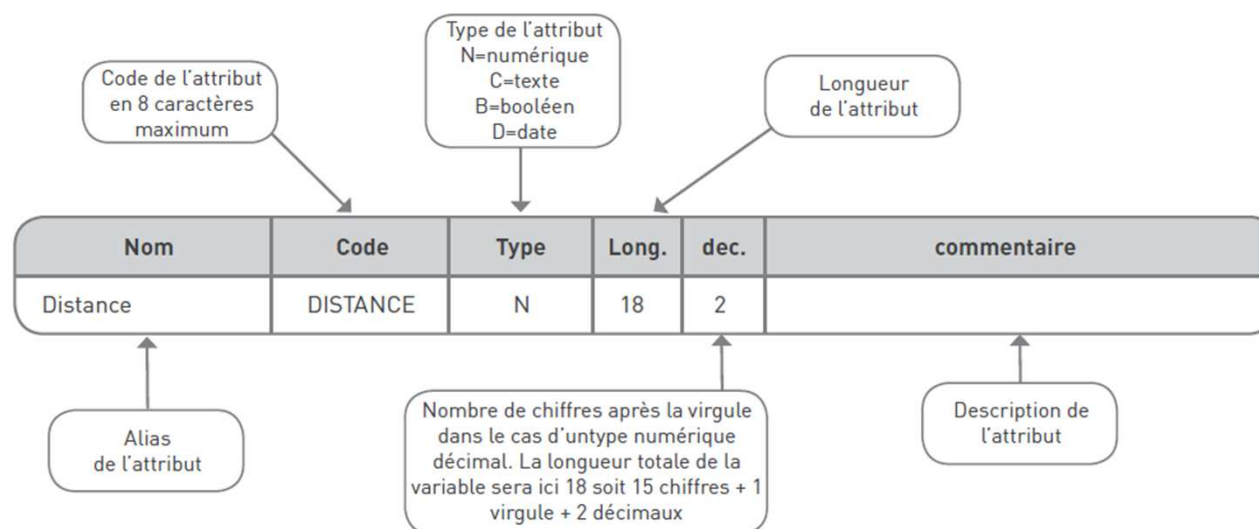 Type de l'attribut
N=numérique
C=texte
B=booléen
D=date
Code de l'attribut
en 8 caractères
maximum
Longueur
de l'attribut
Nom Code Type Long. dec. commentaire
Distance DISTANCE N 18 2
Alias
de l'attribut
Nombre de chiffres après la virgule
dans le cas d'untype numérique
décimal. La longueur totale de la
variable sera ici 18 soit 15 chiffres + 1
virgule + 2 décimaux
Description de
l'attribut